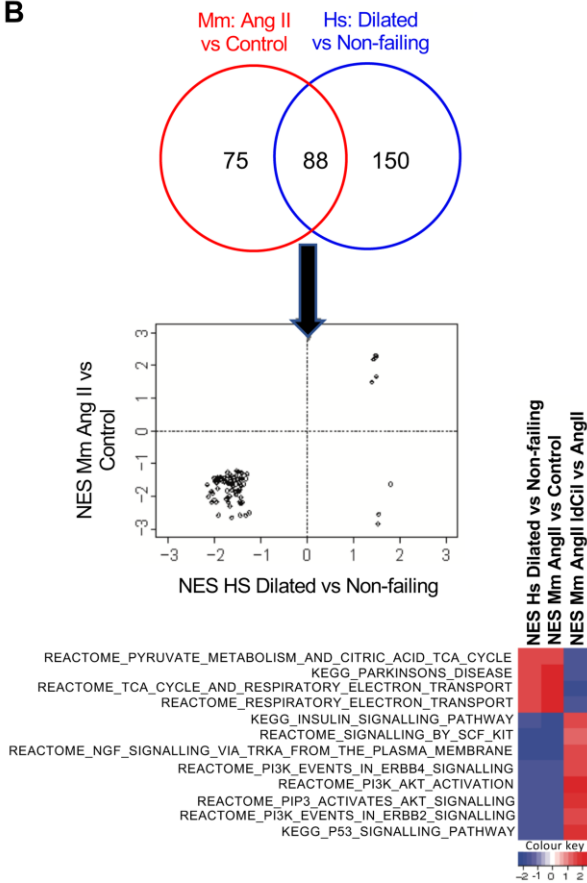 B
Mm: Ang II
vs Control
Hs: Dilated
vs Non-failing
75
88
150
NES Mm Ang II vs
Control
3
2
1
0
−1
−2
−3
−3
−2
−1
0
1
2
3
NES HS Dilated vs Non-failing
NES Hs Dilated vs Non-failing
NES Mm AngII vs Control
NES Mm AngII IdCil vs AngII
REACTOME_PYRUVATE_METABOLISM_AND_CITRIC_ACID_TCA_CYCLE
KEGG_PARKINSONS_DISEASE
REACTOME_TCA_CYCLE_AND_RESPIRATORY_ELECTRON_TRANSPORT
REACTOME_RESPIRATORY_ELECTRON_TRANSPORT
KEGG_INSULIN_SIGNALLING_PATHWAY
REACTOME_SIGNALLING_BY_SCF_KIT
REACTOME_NGF_SIGNALLING_VIA_TRKA_FROM_THE_PLASMA_MEMBRANE
REACTOME_PI3K_EVENTS_IN_ERBB4_SIGNALLING
REACTOME_PI3K_AKT_ACTIVATION
REACTOME_PIP3_ACTIVATES_AKT_SIGNALLING
REACTOME_PI3K_EVENTS_IN_ERBB2_SIGNALLING
KEGG_P53_SIGNALLING_PATHWAY
Colour key
−2 −1 0 1 2